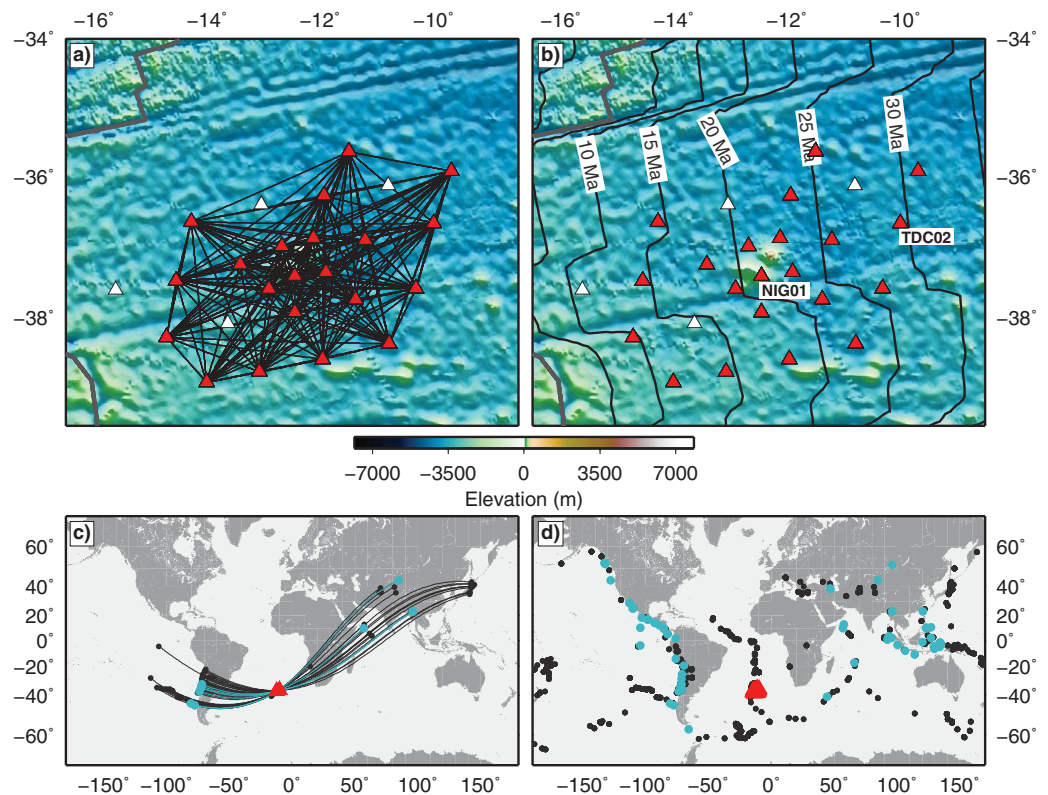 −16˚ −14˚ −12˚ −10˚ −16˚ −14˚ −12˚ −10˚
−34˚ a) b) −34˚
10 Ma 15 Ma 20 Ma 25 Ma 30 Ma
−36˚ −36˚
TDC02
NIG01
−38˚ −38˚
−7000 −3500 0 3500 7000
Elevation (m)
c) d)
60˚ 60˚
40˚ 40˚
20˚ 20˚
0˚ 0˚
−20˚ −20˚
−40˚ −40˚
−60˚ −60˚
−150˚ −100˚ −50˚ 0˚ 50˚ 100˚ 150˚ −150˚ −100˚ −50˚ 0˚ 50˚ 100˚ 150˚